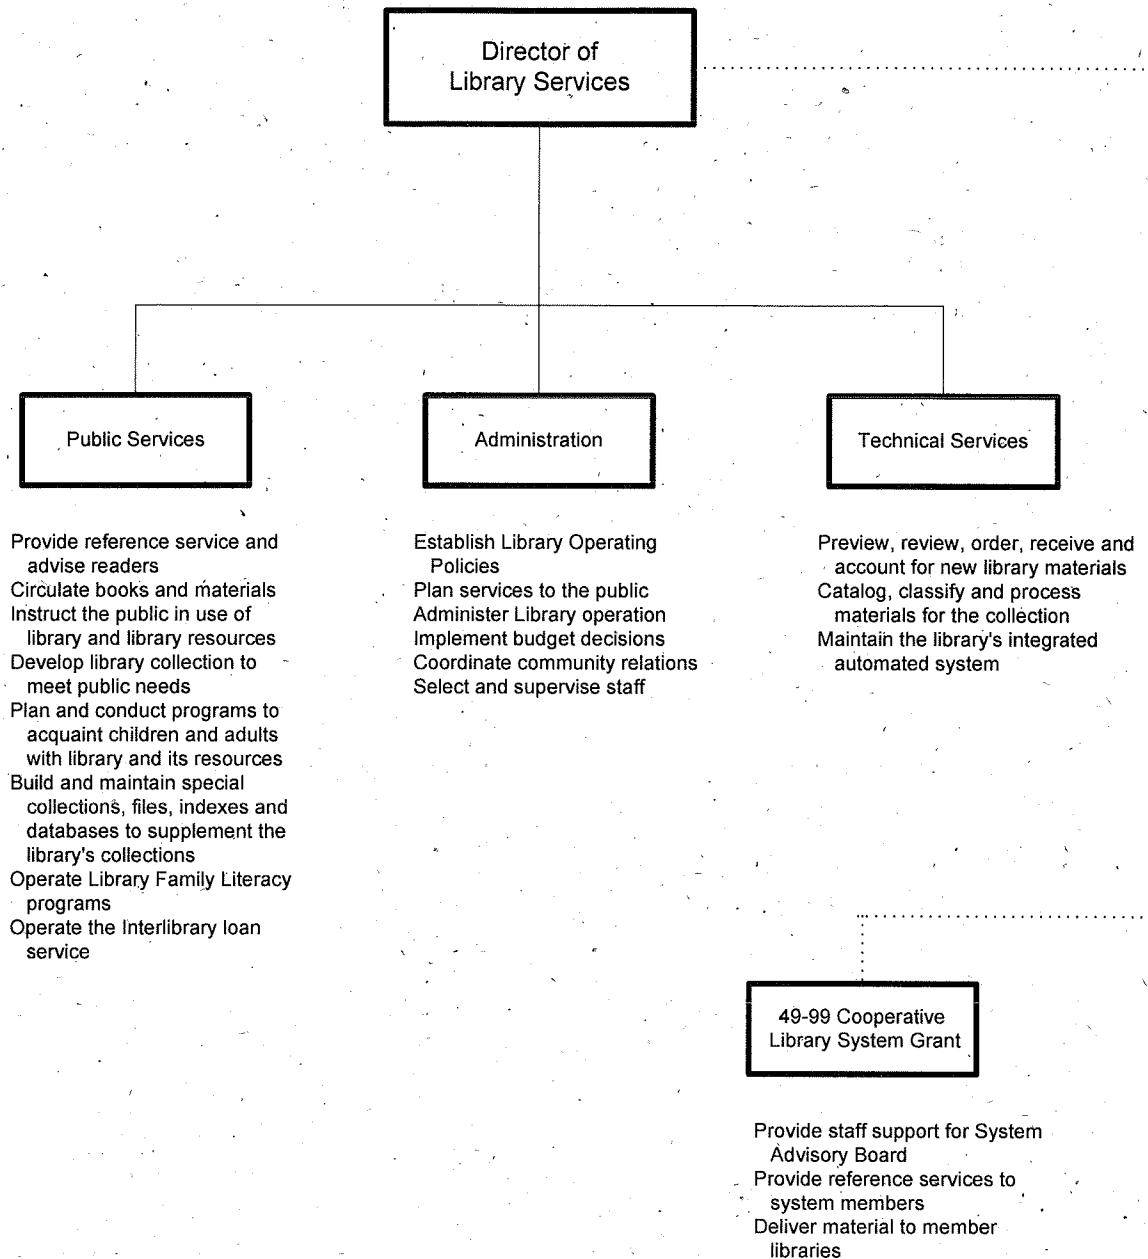 Director of
Library Services
Public Services
Provide reference service and
advise readers
Circulate books and materials
Instruct the public in use of
library and library resources
Develop library collection to
meet public needs
Plan and conduct programs to
acquaint children and adults
with library and its resources
Build and maintain special
collections, files, indexes and
databases to supplement the
library's collections
Operate Library Family Literacy
programs
Operate the Interlibrary loan
service
Administration
Establish Library Operating
Policies
Plan services to the public
Administer Library operation
Implement budget decisions
Coordinate community relations
Select and supervise staff
Technical Services
Preview, review, order, receive and
account for new library materials
Catalog, classify and process
materials for the collection
Maintain the library's integrated
automated system
49-99 Cooperative
Library System Grant
Provide staff support for System
Advisory Board
Provide reference services to
system members
Deliver material to member
libraries